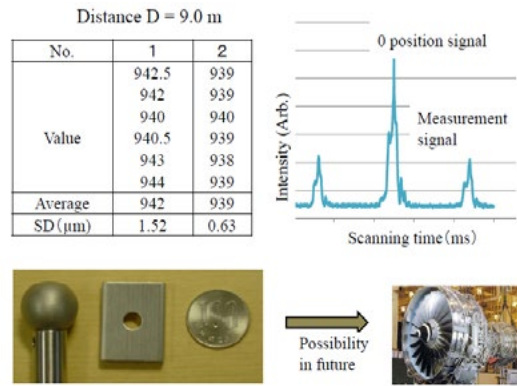 Distance D = 9.0 m
No. 1 2
942.5 939
942 939
940 940
Value 940.5 939
943 938
944 939
Average 942 939
SD(μm) 1.52 0.63
0 position signal
Measurement
signal
Intensity (Arb.)
Scanning time(ms)
Possibility
in future